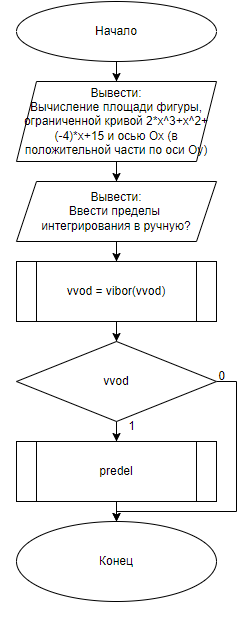 Начало
Вывести:
Вычисление площади фигуры,
ограниченной кривой 2*x^3+x^2+
(-4)*x+15 и осью Ox (в
положительной части по оси Oy)
Вывести:
Ввести пределы
интегрирования в ручную?
vvod = vibor(vvod)
vvod
0
1
predel
Конец